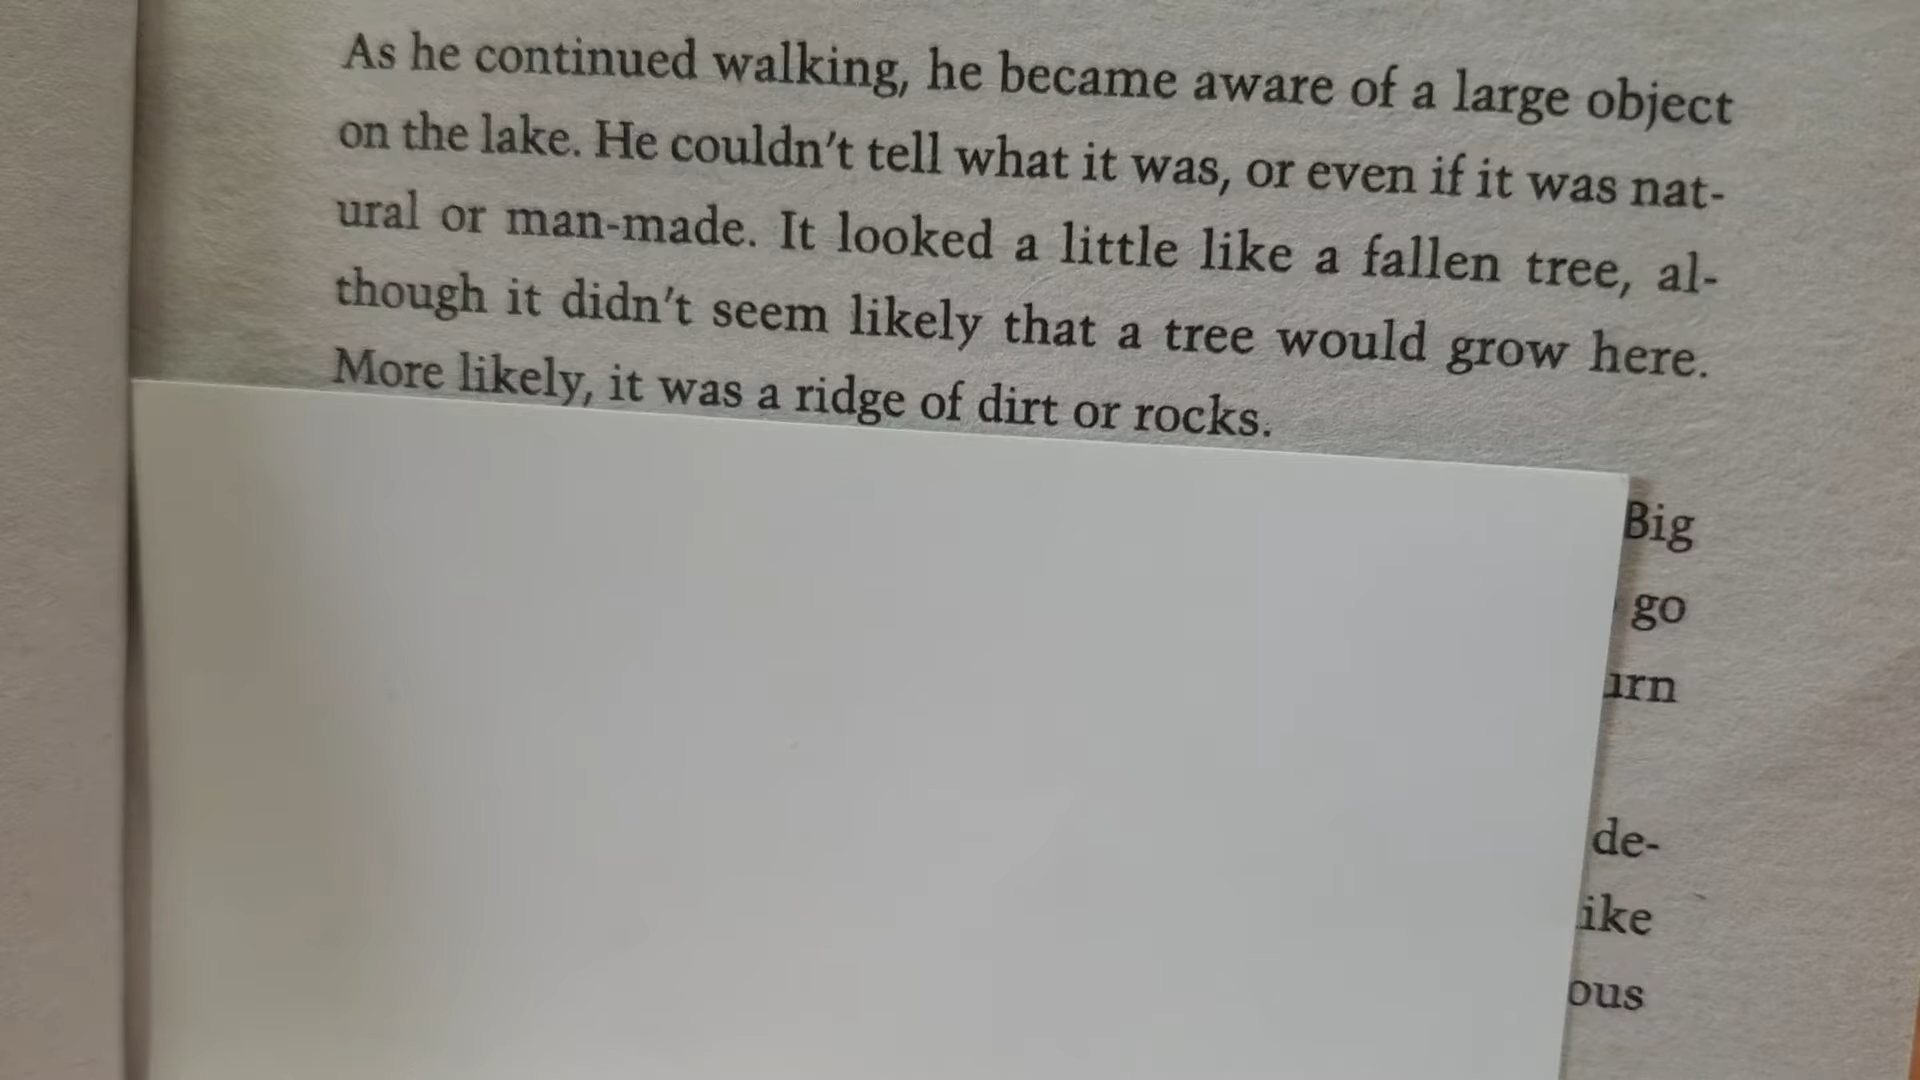 As he continued walking, he became aware of a large object
on the lake. He couldn't tell what it was, or even if it was nat-
ural or man-made. It looked a little like a fallen tree, al-
though it didn't seem likely that a tree would grow here.
More likely, it was a ridge of dirt or rocks.
Big
go
de-